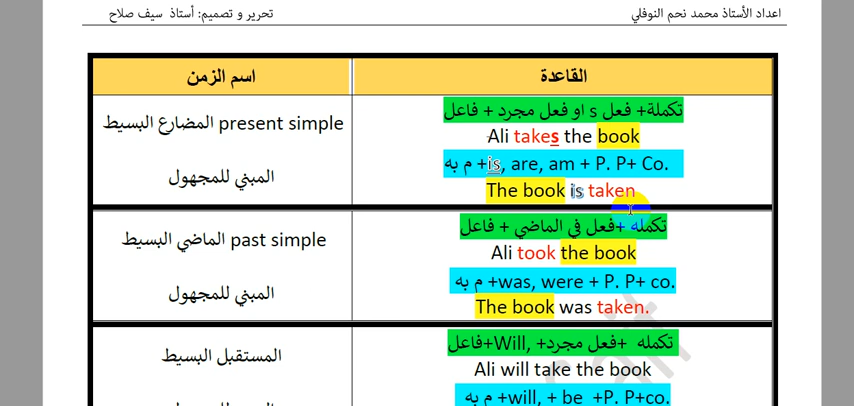 اعداد الأستاذ محمد نحم النوفلي
تحرير و تصميم: أستاذ سيف صلاح
القاعدة
اسم الزمن
تكملة+ فعل s او فعل مجرد + فاعل
Ali takes the book
م به +is, are, am + P. P+ Co.
The book is taken
present simple المضارع البسيط
المبني للمجهول
تكمله +فعل في الماضي + فاعل
Ali took the book
م به +was, were + P. P+ co.
The book was taken.
past simple الماضي البسيط
المبني للمجهول
تكمله +فعل مجرد+ Will,+فاعل
Ali will take the book
م به +will, + be +P. P+co.
المستقبل البسيط